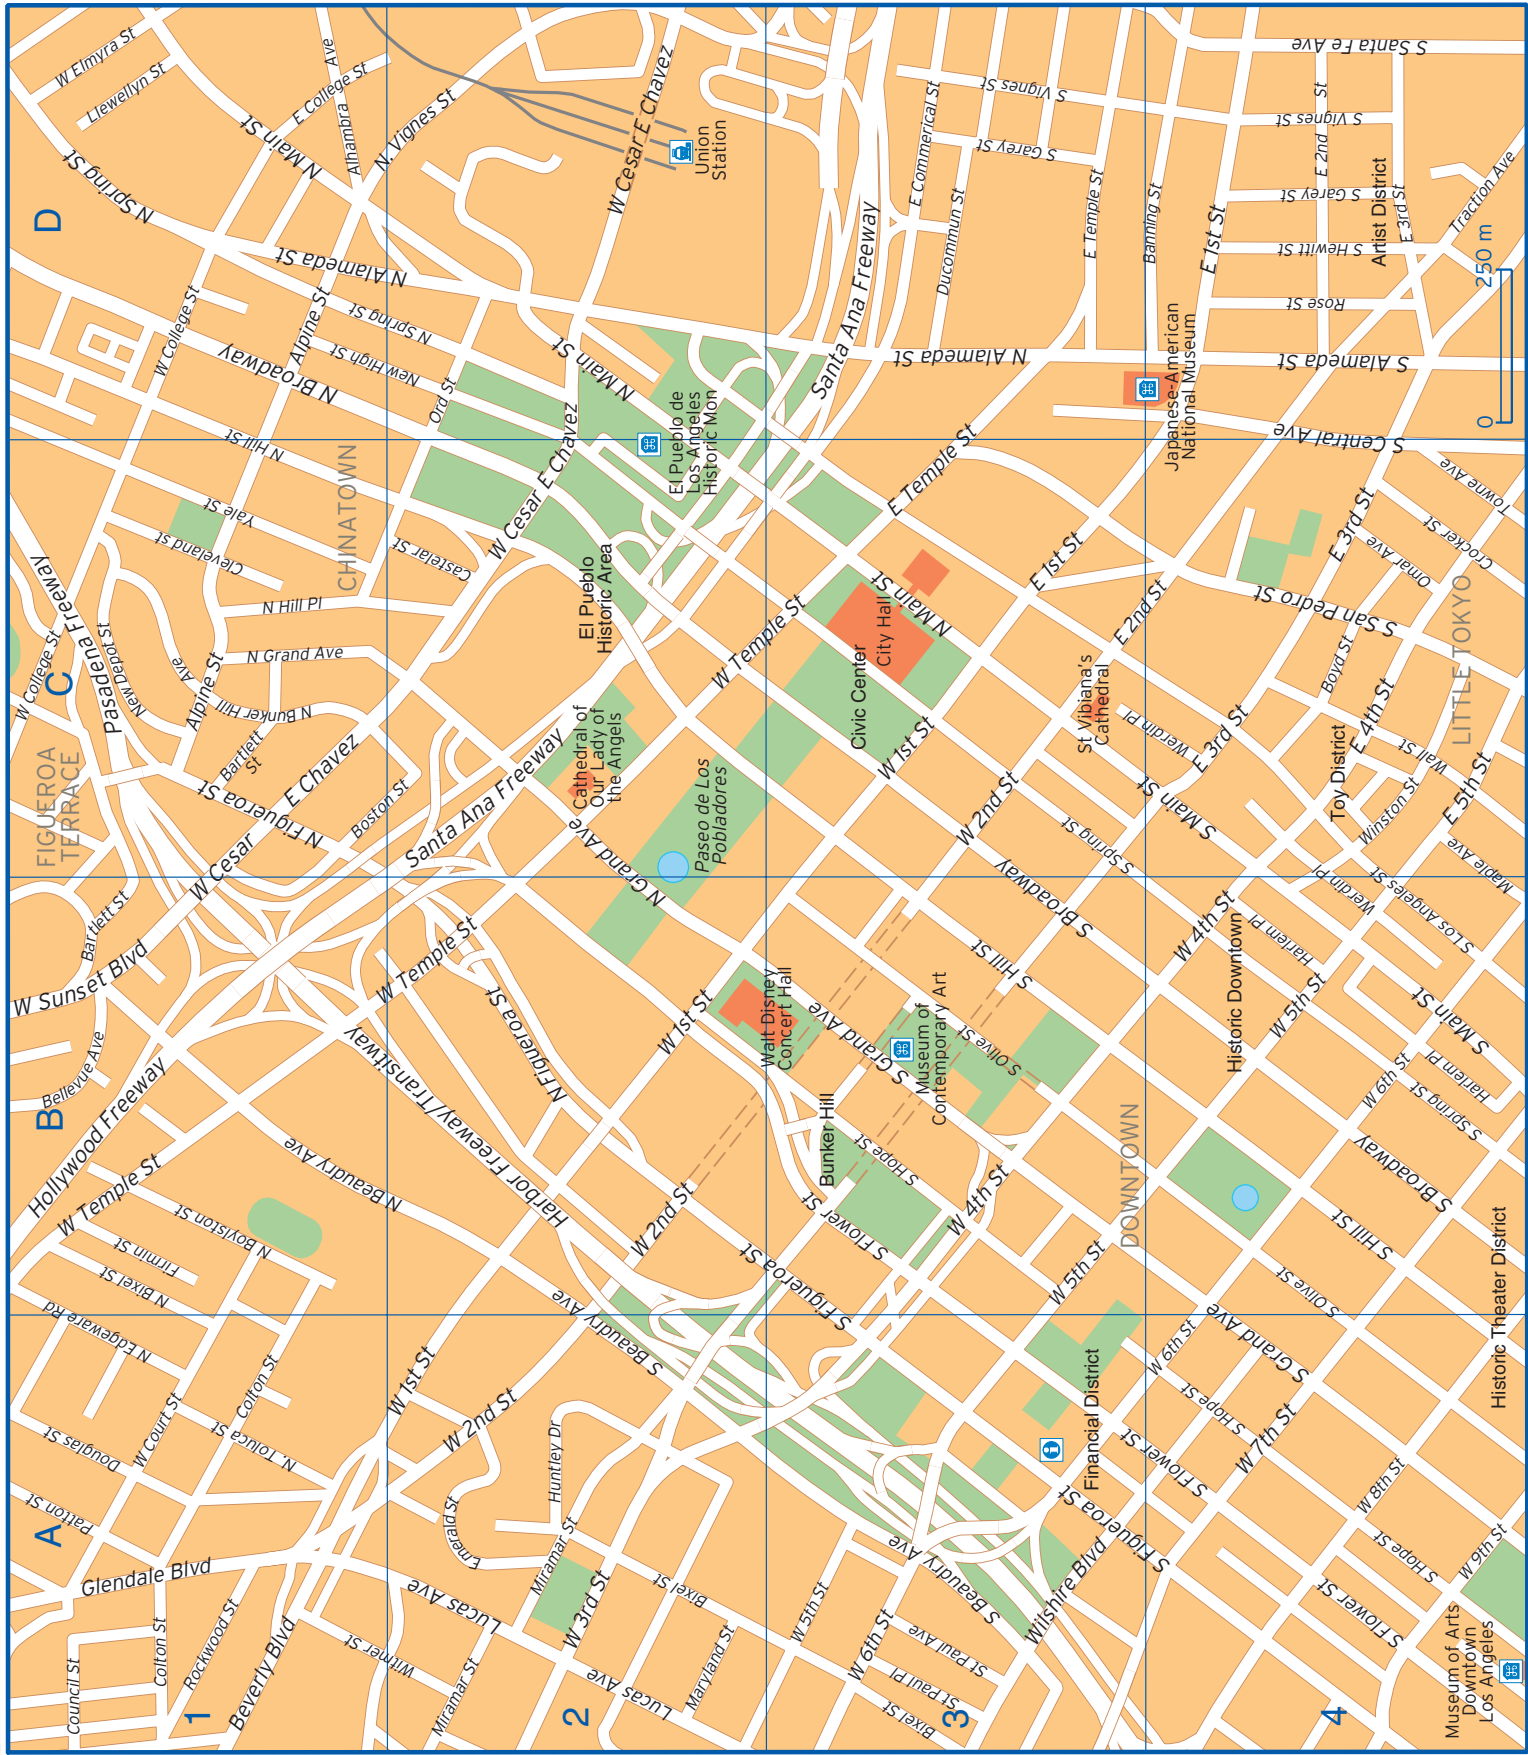 A
B
C
D
1
2
3
4
W Elmyra St
Llewellyn St
N Spring St
N Main St
E College St
Alhambra Ave
N. Vignes St
W Cesar E Chavez
Union
Station
N Alameda St
W College St
Alpine St
N Spring St
New High St
N Broadway
Ord St
N Hill St
Yale St
Cleveland St
CHINATOWN
Castelar St
N Hill Pl
N Grand Ave
N Bunker Hill Ave
Alpine St
New Depot St
Pasadena Freeway
W College St
FIGUEROA
TERRACE
Bartlett
St
N Figueroa St
W Cesar E Chavez
Boston St
Santa Ana Freeway
W Cesar E Chavez
N Main St
El Pueblo de
Los Angeles
Historic Mon
El Pueblo
Historic Area
Cathedral of
Our Lady of
the Angels
Paseo de Los
Pobladores
N Grand Ave
W Temple St
Santa Ana Freeway
E Commerical St
Ducommun St
S Vignes St
S Garey St
E Temple St
Banning St
E 1st St
N Alameda St
Japanese-American
National Museum
S Santa Fe Ave
S Vignes St
E 2nd St
S Garey St
Artist District
E 3rd St
S Hewitt St
Rose St
Traction Ave
S Alameda St
0
250 m
S Central Ave
E Temple St
E 1st St
N Main St
City Hall
Civic Center
E 2nd St
W 1st St
St Vibiana's
Cathedral
Werdin Pl
E 3rd St
S Main St
S Spring St
W 2nd St
S Broadway
S San Pedro St
E 3rd St
Omar Ave
Crocker St
Towne Ave
LITTLE TOKYO
Boyd St
E 4th St
Wall St
Toy District
Winston St
E 5th St
Maple Ave
Werdin Pl
S Los Angeles St
W 4th St
Harlem Pl
Historic Downtown
W 5th St
S Main St
Bartlett St
W Sunset Blvd
Bellevue Ave
Hollywood Freeway
W Temple St
W Temple St
Harbor Freeway/Transitway
N Figueroa St
N Beaudry Ave
N Boylston St
Firmin St
N Bixel St
N Edgeware Rd
W 1st St
Walt Disney
Concert Hall
W 2nd St
S Grand Ave
Museum of
Contemporary Art
S Olive St
S Hill St
Bunker Hill
S Hope St
S Flower St
W 4th St
S Figueroa St
DOWNTOWN
W 5th St
W 6th St
Harlem Pl
S Spring St
S Broadway
S Hill St
S Olive St
S Grand Ave
Historic Theater District
S Beaudry Ave
W 1st St
W 2nd St
Colton St
W Court St
N Toluca St
Douglas St
Patton St
Glendale Blvd
Huntley Dr
Emerald St
Miramar St
Lucas Ave
W 3rd St
Bixel St
Colton St
Rockwood St
Council St
Beverly Blvd
Witmer St
Miramar St
Lucas Ave
Maryland St
W 5th St
W 6th St
St Paul Ave
St Paul Pl
Bixel St
S Beaudry Ave
Wilshire Blvd
Financial District
S Figueroa St
S Flower St
S Hope St
W 6th St
W 7th St
W 8th St
S Hope St
W 9th St
S Flower St
Museum of Arts
Downtown
Los Angeles